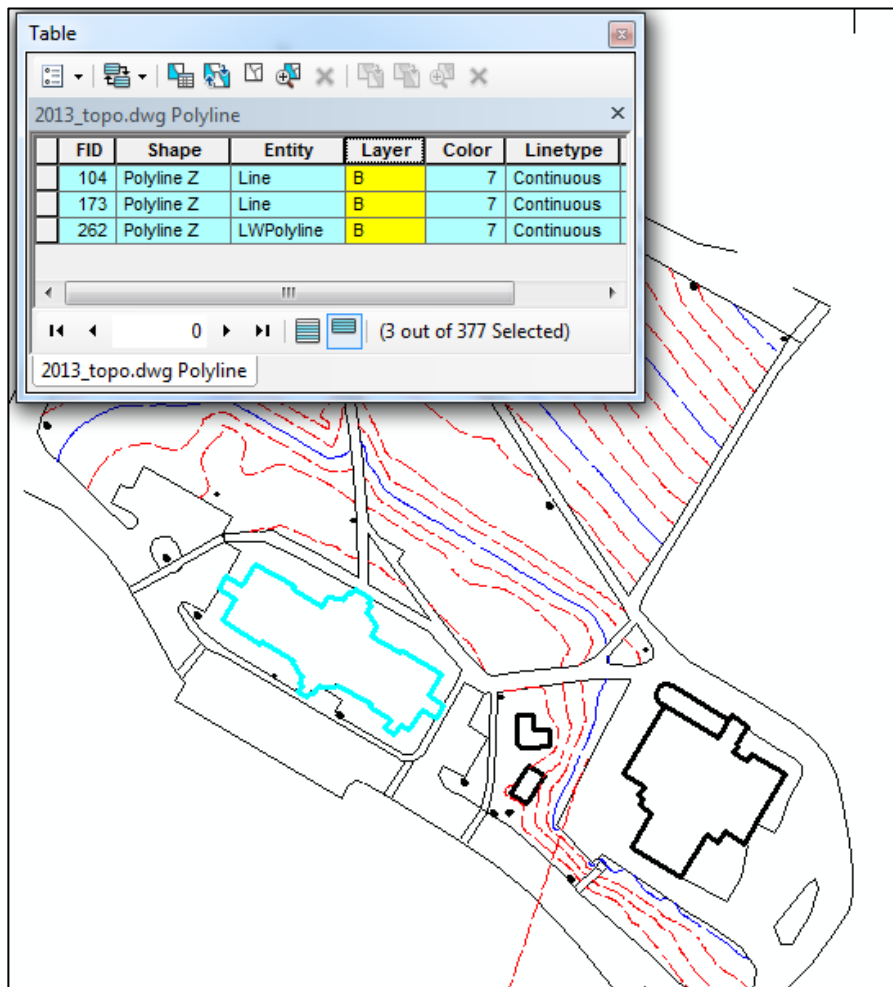 Table
2013_topo.dwg Polyline
FID Shape Entity Layer Color Linetype
104 Polyline Z Line B 7 Continuous
173 Polyline Z Line B 7 Continuous
262 Polyline Z LWPolyline B 7 Continuous
0 (3 out of 377 Selected)
2013_topo.dwg Polyline